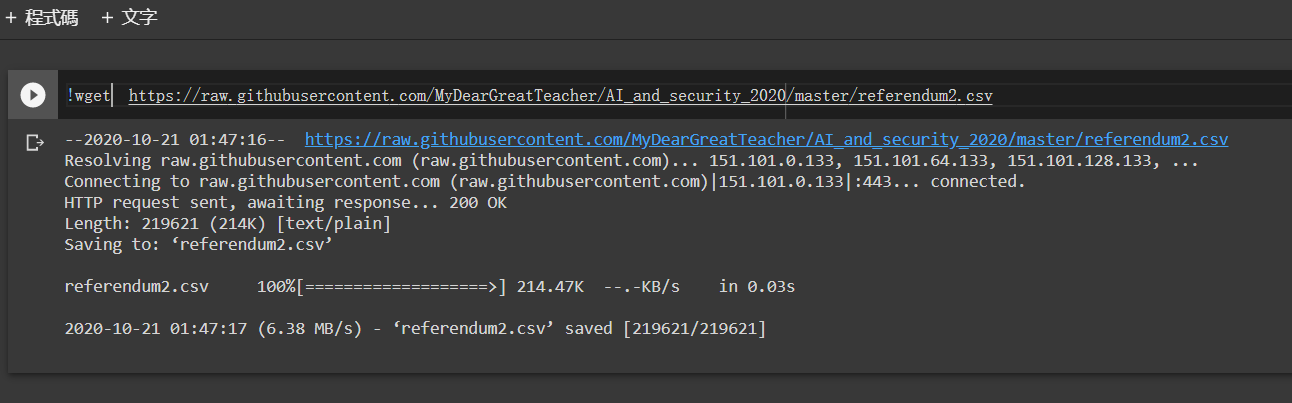 + 程式碼 + 文字
!wget https://raw.githubusercontent.com/MyDearGreatTeacher/AI_and_security_2020/master/referendum2.csv
--2020-10-21 01:47:16--  https://raw.githubusercontent.com/MyDearGreatTeacher/AI_and_security_2020/master/referendum2.csv
Resolving raw.githubusercontent.com (raw.githubusercontent.com)... 151.101.0.133, 151.101.64.133, 151.101.128.133, ...
Connecting to raw.githubusercontent.com (raw.githubusercontent.com)|151.101.0.133|:443... connected.
HTTP request sent, awaiting response... 200 OK
Length: 219621 (214K) [text/plain]
Saving to: ‘referendum2.csv’
referendum2.csv     100%[===================>] 214.47K  --.-KB/s    in 0.03s
2020-10-21 01:47:17 (6.38 MB/s) - ‘referendum2.csv’ saved [219621/219621]